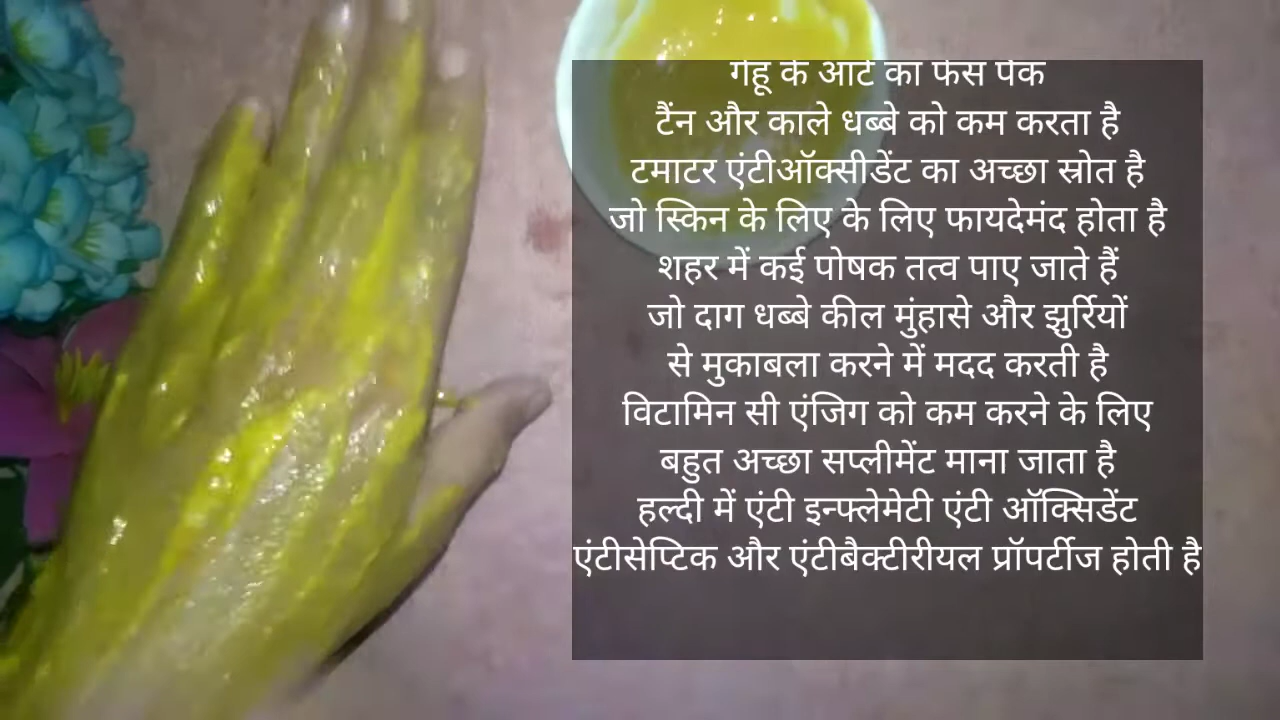 गेहूं के आटे का फेस पैक
टैंन और काले धब्बे को कम करता है
टमाटर एंटीऑक्सीडेंट का अच्छा स्रोत है
जो स्किन के लिए के लिए फायदेमंद होता है
शहर में कई पोषक तत्व पाए जाते हैं
जो दाग धब्बे कील मुंहासे और झुर्रियों
से मुकाबला करने में मदद करती है
विटामिन सी एंजिग को कम करने के लिए
बहुत अच्छा सप्लीमेंट माना जाता है
हल्दी में एंटी इन्फ्लेमेटी एंटी ऑक्सिडेंट
एंटीसेप्टिक और एंटीबैक्टीरीयल प्रॉपर्टीज होती है